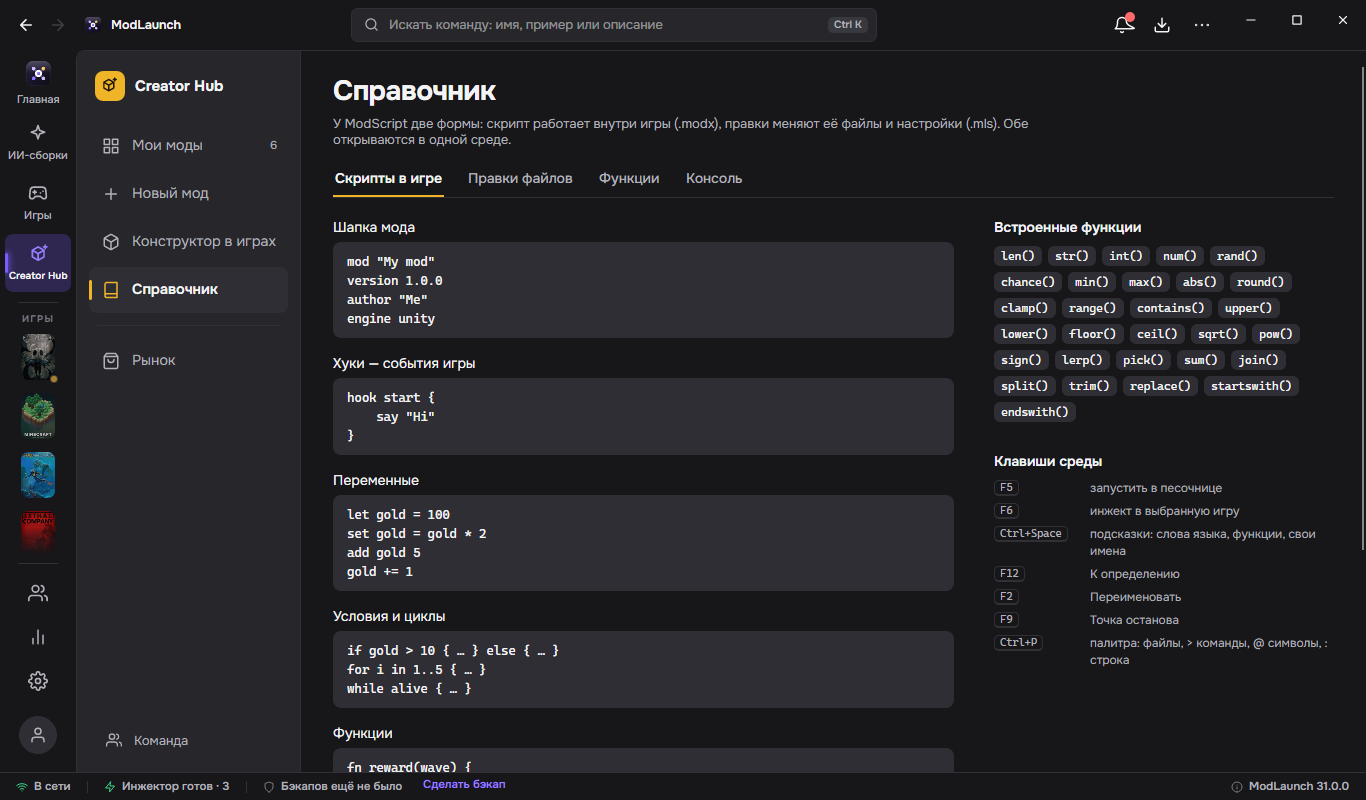 ModLaunch
Искать команду: имя, пример или описание
Ctrl K
Главная
ИИ-сборки
Игры
Creator Hub
ИГРЫ
MINECRAFT
LETHAL
COMPANY
Creator Hub
Мои моды 6
Новый мод
Конструктор в играх
Справочник
Рынок
Команда
Справочник
У ModScript две формы: скрипт работает внутри игры (.modx), правки меняют её файлы и настройки (.mls). Обе
открываются в одной среде.
Скрипты в игре Правки файлов Функции Консоль
Шапка мода
mod "My mod"
version 1.0.0
author "Me"
engine unity
Хуки — события игры
hook start {
    say "Hi"
}
Переменные
let gold = 100
set gold = gold * 2
add gold 5
gold += 1
Условия и циклы
if gold > 10 { … } else { … }
for i in 1..5 { … }
while alive { … }
Функции
fn reward(wave) {
Встроенные функции
len() str() int() num() rand()
chance() min() max() abs() round()
clamp() range() contains() upper()
lower() floor() ceil() sqrt() pow()
sign() lerp() pick() sum() join()
split() trim() replace() startswith()
endswith()
Клавиши среды
F5 запустить в песочнице
F6 инжект в выбранную игру
Ctrl+Space подсказки: слова языка, функции, свои
имена
F12 К определению
F2 Переименовать
F9 Точка останова
Ctrl+P палитра: файлы, > команды, @ символы, :
строка
В сети
Инжектор готов · 3
Бэкапов ещё не было
Сделать бэкап
ModLaunch 31.0.0